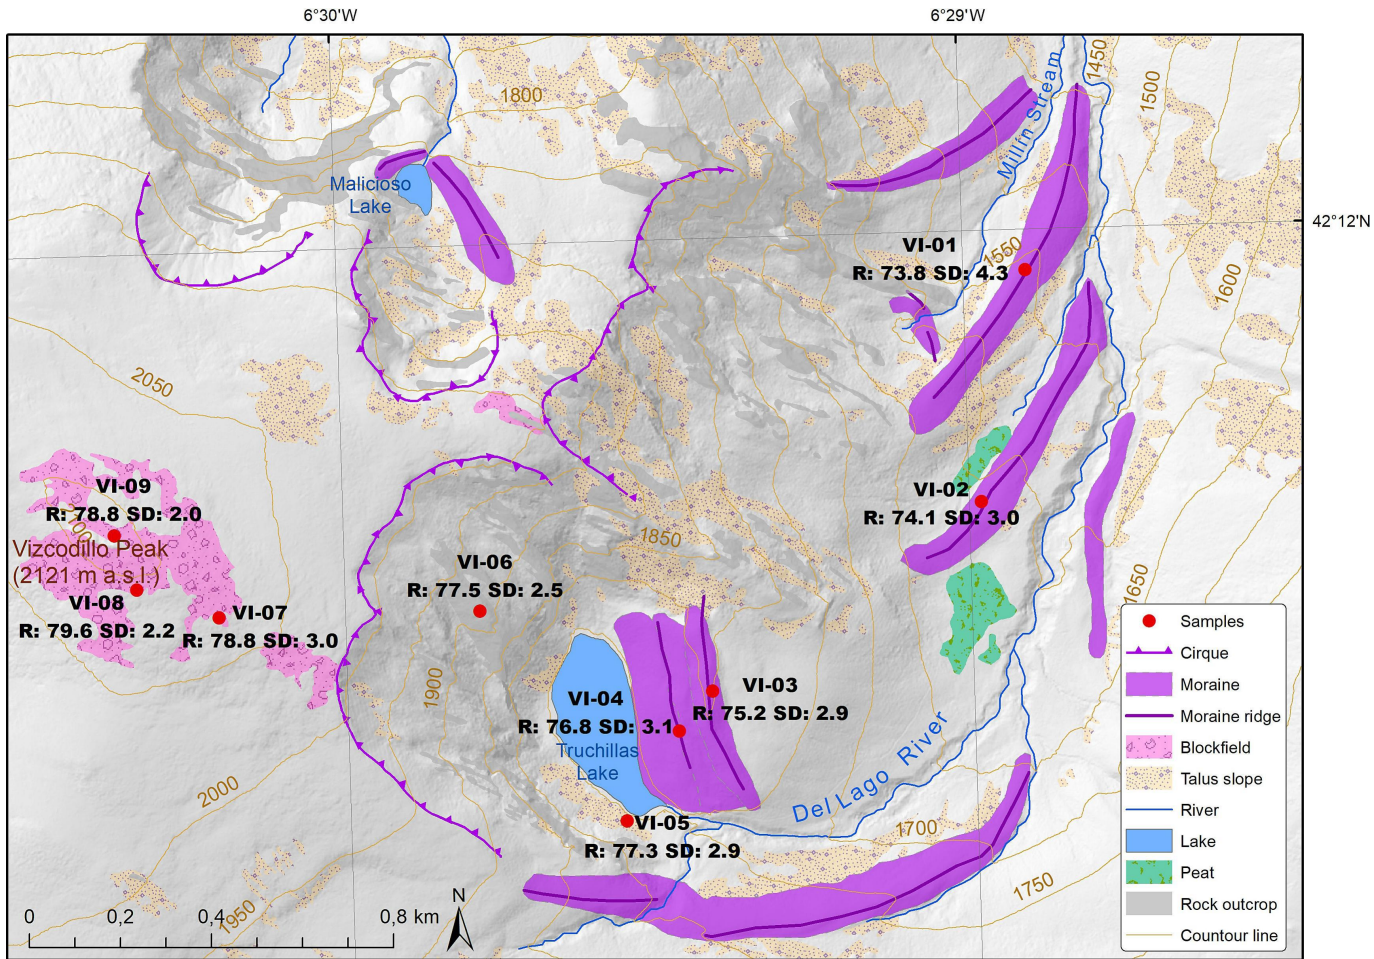 6°30'W
6°29'W
1450
1800
1500
Millín Stream
Malicioso
Lake
42°12'N
VI-01
1550
R: 73.8 SD: 4.3
1600
2050
VI-09
R: 78.8 SD: 2.0
VI-02
R: 74.1 SD: 3.0
1850
Vizcodillo Peak
(2121 m a.s.l.)
VI-06
R: 77.5 SD: 2.5
1650
VI-08
R: 79.6 SD: 2.2
VI-07
R: 78.8 SD: 3.0
1900
VI-04
R: 76.8 SD: 3.1
VI-03
R: 75.2 SD: 2.9
Truchillas
Lake
Del Lago River
2000
VI-05
R: 77.3 SD: 2.9
1700
1750
1950
0
0,2
0,4
0,8 km
N
Samples
Cirque
Moraine
Moraine ridge
Blockfield
Talus slope
River
Lake
Peat
Rock outcrop
Countour line